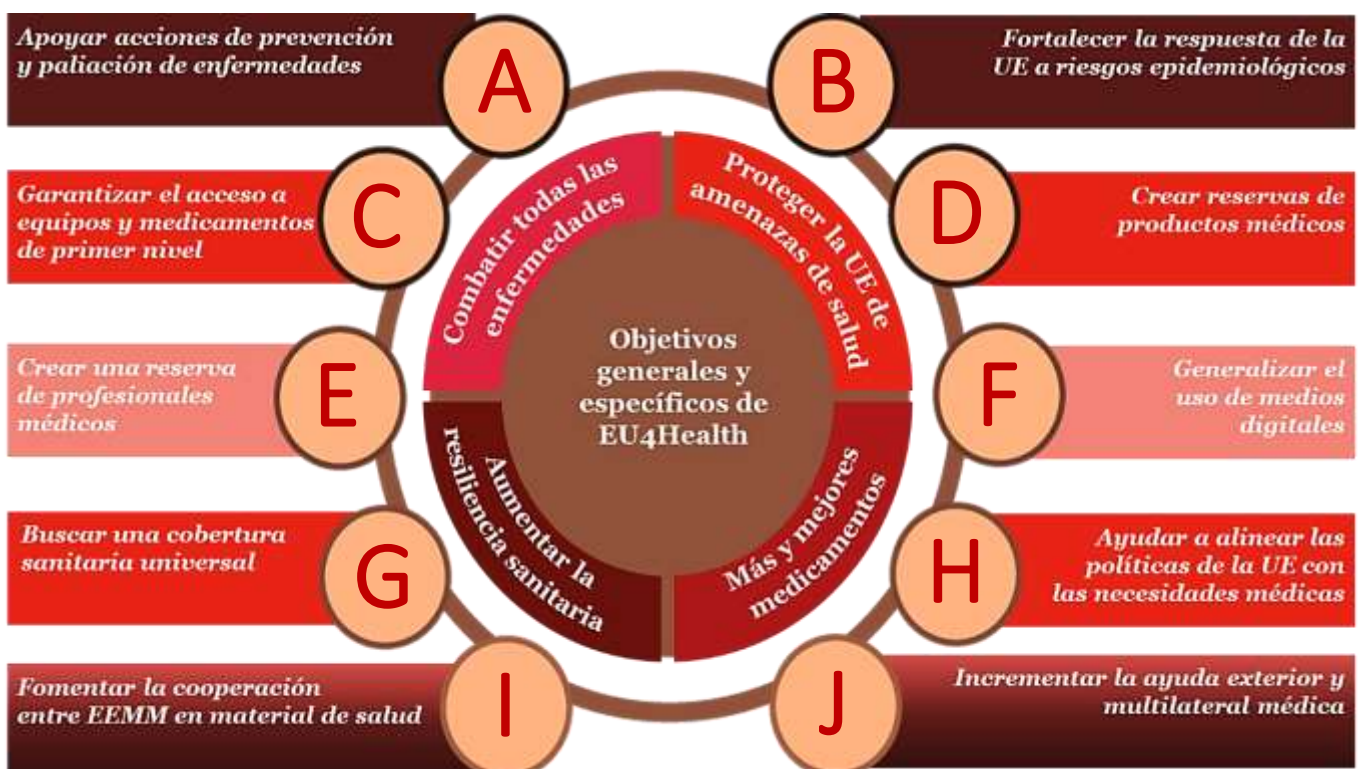 Apoyar acciones de prevención
y paliación de enfermedades
A
B
Fortalecer la respuesta de la
UE a riesgos epidemiológicos
Garantizar el acceso a
equipos y medicamentos
de primer nivel
C
D
Crear reservas de
productos médicos
Combatir todas las
enfermedades
Proteger la UE de
amenazas de salud
Objetivos
generales y
específicos de
EU4Health
Crear una reserva
de profesionales
médicos
E
F
Generalizar el
uso de medios
digitales
Aumentar la
resiliencia sanitaria
Más y mejores
medicamentos
Buscar una cobertura
sanitaria universal
G
H
Ayudar a alinear las
políticas de la UE con
las necesidades médicas
Fomentar la cooperación
entre EEMM en material de salud
I
J
Incrementar la ayuda exterior y
multilateral médica